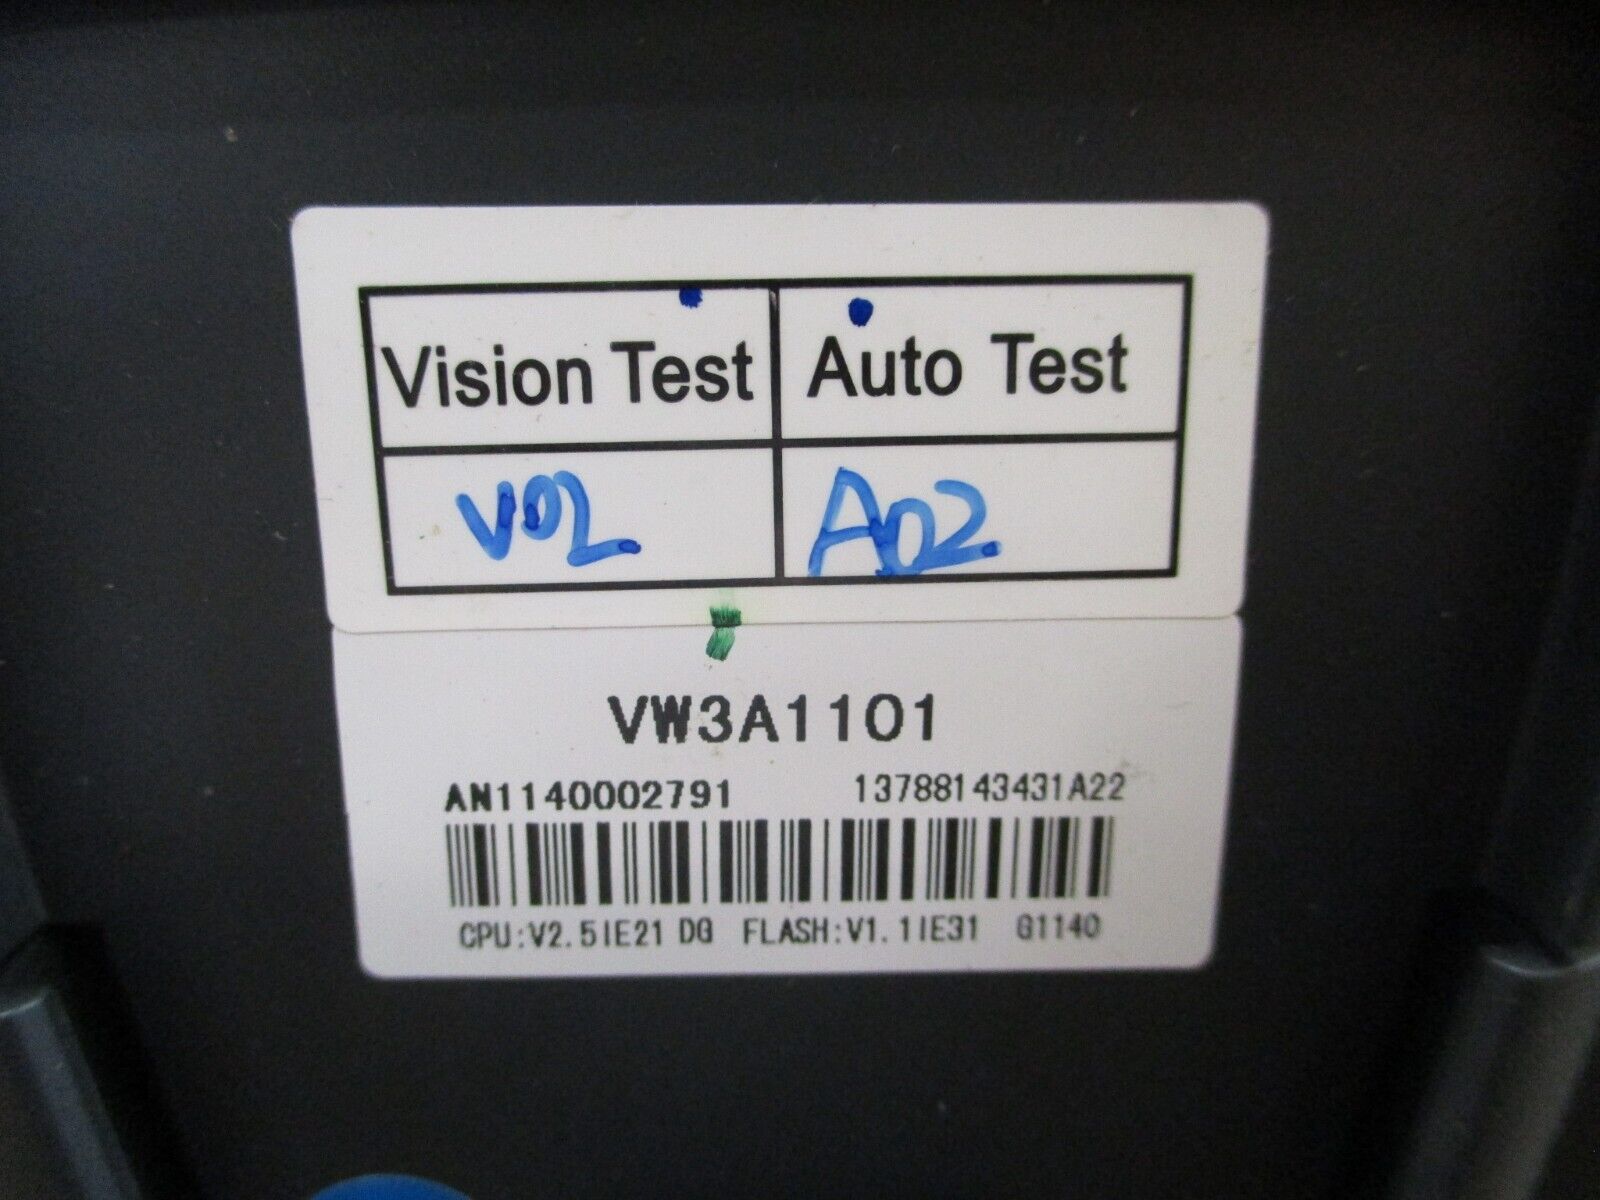 Vision Test Auto Test
V02 A02
VW3A1101
AN1140002791 13788143431A22
CPU:V2.5IE21 DG FLASH:V1.1IE31 G1140